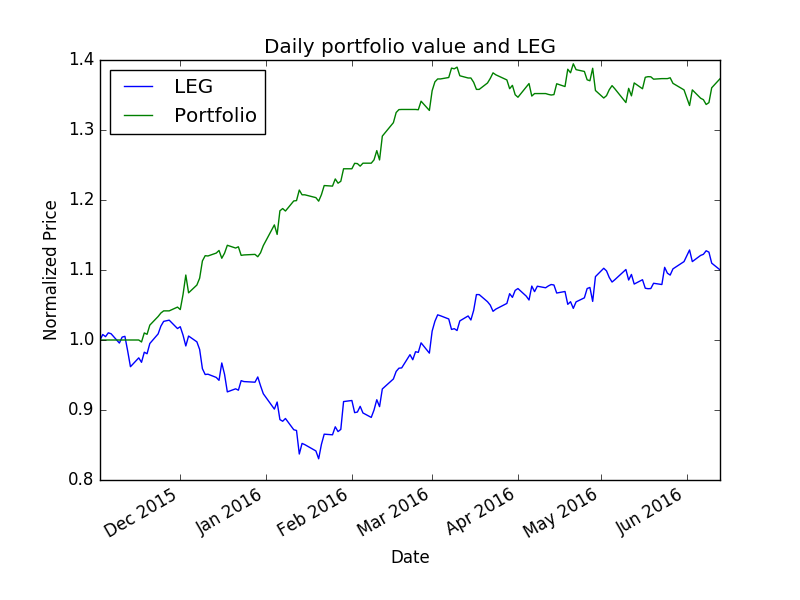 Daily portfolio value and LEG
LEG
Portfolio
1.4
1.3
1.2
1.1
1.0
0.9
0.8
Normalized Price
Dec 2015
Jan 2016
Feb 2016
Mar 2016
Apr 2016
May 2016
Jun 2016
Date